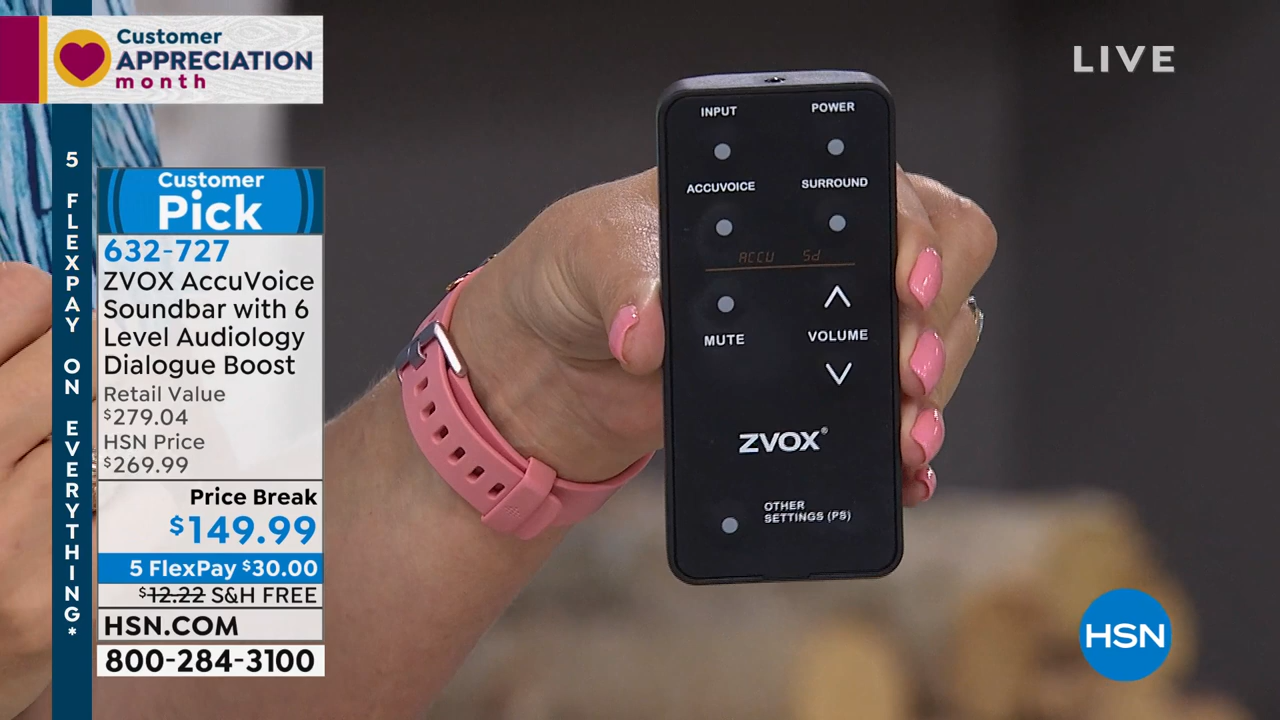 Customer
APPRECIATION
month
LIVE
5 FLEXPAY ON EVERYTHING*
Customer
Pick
632-727
ZVOX AccuVoice
Soundbar with 6
Level Audiology
Dialogue Boost
Retail Value
$279.04
HSN Price
$269.99
Price Break
$149.99
5 FlexPay $30.00
$12.22 S&H FREE
HSN.COM
800-284-3100
INPUT POWER
ACCUVOICE SURROUND
ACCU Sd
MUTE VOLUME
ZVOX®
OTHER
SETTINGS (PS)
HSN